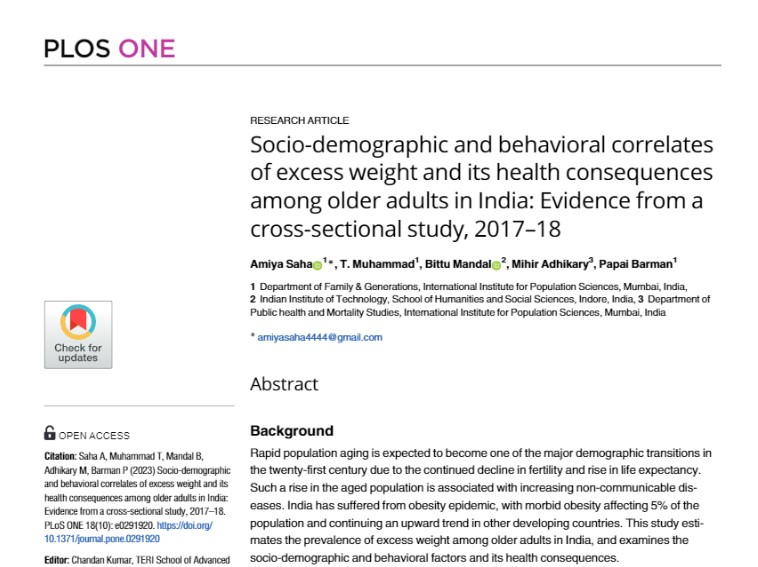 PLOS ONE
RESEARCH ARTICLE
Socio-demographic and behavioral correlates
of excess weight and its health consequences
among older adults in India: Evidence from a
cross-sectional study, 2017–18
Amiya Saha 1*, T. Muhammad1, Bittu Mandal 2, Mihir Adhikary3, Papai Barman1
1 Department of Family & Generations, International Institute for Population Sciences, Mumbai, India,
2 Indian Institute of Technology, School of Humanities and Social Sciences, Indore, India, 3 Department of
Public health and Mortality Studies, International Institute for Population Sciences, Mumbai, India
* amiyasaha4444@gmail.com
Check for
updates
Abstract
Background
Rapid population aging is expected to become one of the major demographic transitions in
the twenty-first century due to the continued decline in fertility and rise in life expectancy.
Such a rise in the aged population is associated with increasing non-communicable dis-
eases. India has suffered from obesity epidemic, with morbid obesity affecting 5% of the
population and continuing an upward trend in other developing countries. This study esti-
mates the prevalence of excess weight among older adults in India, and examines the
socio-demographic and behavioral factors and its health consequences.
OPEN ACCESS
Citation: Saha A, Muhammad T, Mandal B,
Adhikary M, Barman P (2023) Socio-demographic
and behavioral correlates of excess weight and its
health consequences among older adults in India:
Evidence from a cross-sectional study, 2017–18.
PLoS ONE 18(10): e0291920. https://doi.org/
10.1371/journal.pone.0291920
Editor: Chandan Kumar, TERI School of Advanced